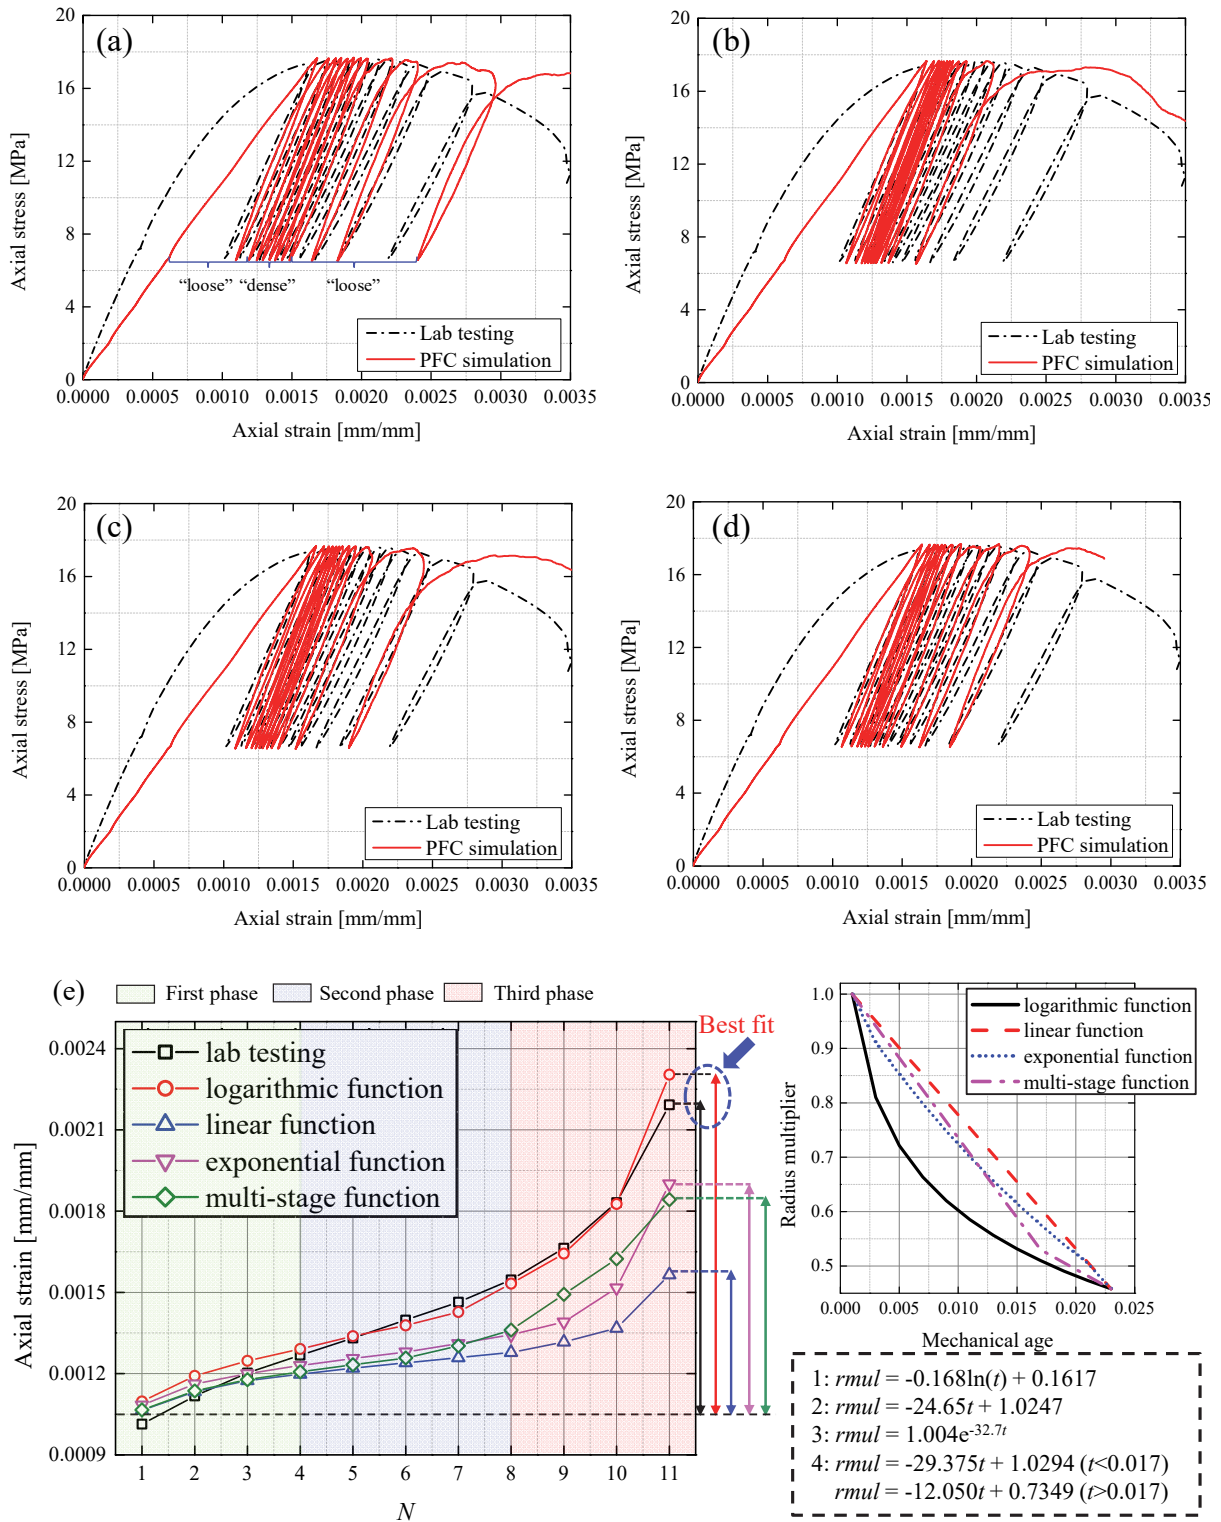 (a)
20
16
12
8
4
0
Axial stress [MPa]
"loose" "dense" "loose"
Lab testing
PFC simulation
0.0000 0.0005 0.0010 0.0015 0.0020 0.0025 0.0030 0.0035
Axial strain [mm/mm]
(b)
20
16
12
8
4
0
Axial stress [MPa]
Lab testing
PFC simulation
0.0000 0.0005 0.0010 0.0015 0.0020 0.0025 0.0030 0.0035
Axial strain [mm/mm]
(c)
20
16
12
8
4
0
Axial stress [MPa]
Lab testing
PFC simulation
0.0000 0.0005 0.0010 0.0015 0.0020 0.0025 0.0030 0.0035
Axial strain [mm/mm]
(d)
20
16
12
8
4
0
Axial stress [MPa]
Lab testing
PFC simulation
0.0000 0.0005 0.0010 0.0015 0.0020 0.0025 0.0030 0.0035
Axial strain [mm/mm]
(e)
First phase Second phase Third phase
Best fit
lab testing
logarithmic function
linear function
exponential function
multi-stage function
0.0024
0.0021
0.0018
0.0015
0.0012
0.0009
Axial strain [mm/mm]
1 2 3 4 5 6 7 8 9 10 11
N
logarithmic function
linear function
exponential function
multi-stage function
1.0
0.9
0.8
0.7
0.6
0.5
Radius multiplier
0.000 0.005 0.010 0.015 0.020 0.025
Mechanical age
1: rmul = -0.168ln(t) + 0.1617
2: rmul = -24.65t + 1.0247
3: rmul = 1.004e-32.7t
4: rmul = -29.375t + 1.0294 (t<0.017)
rmul = -12.050t + 0.7349 (t>0.017)